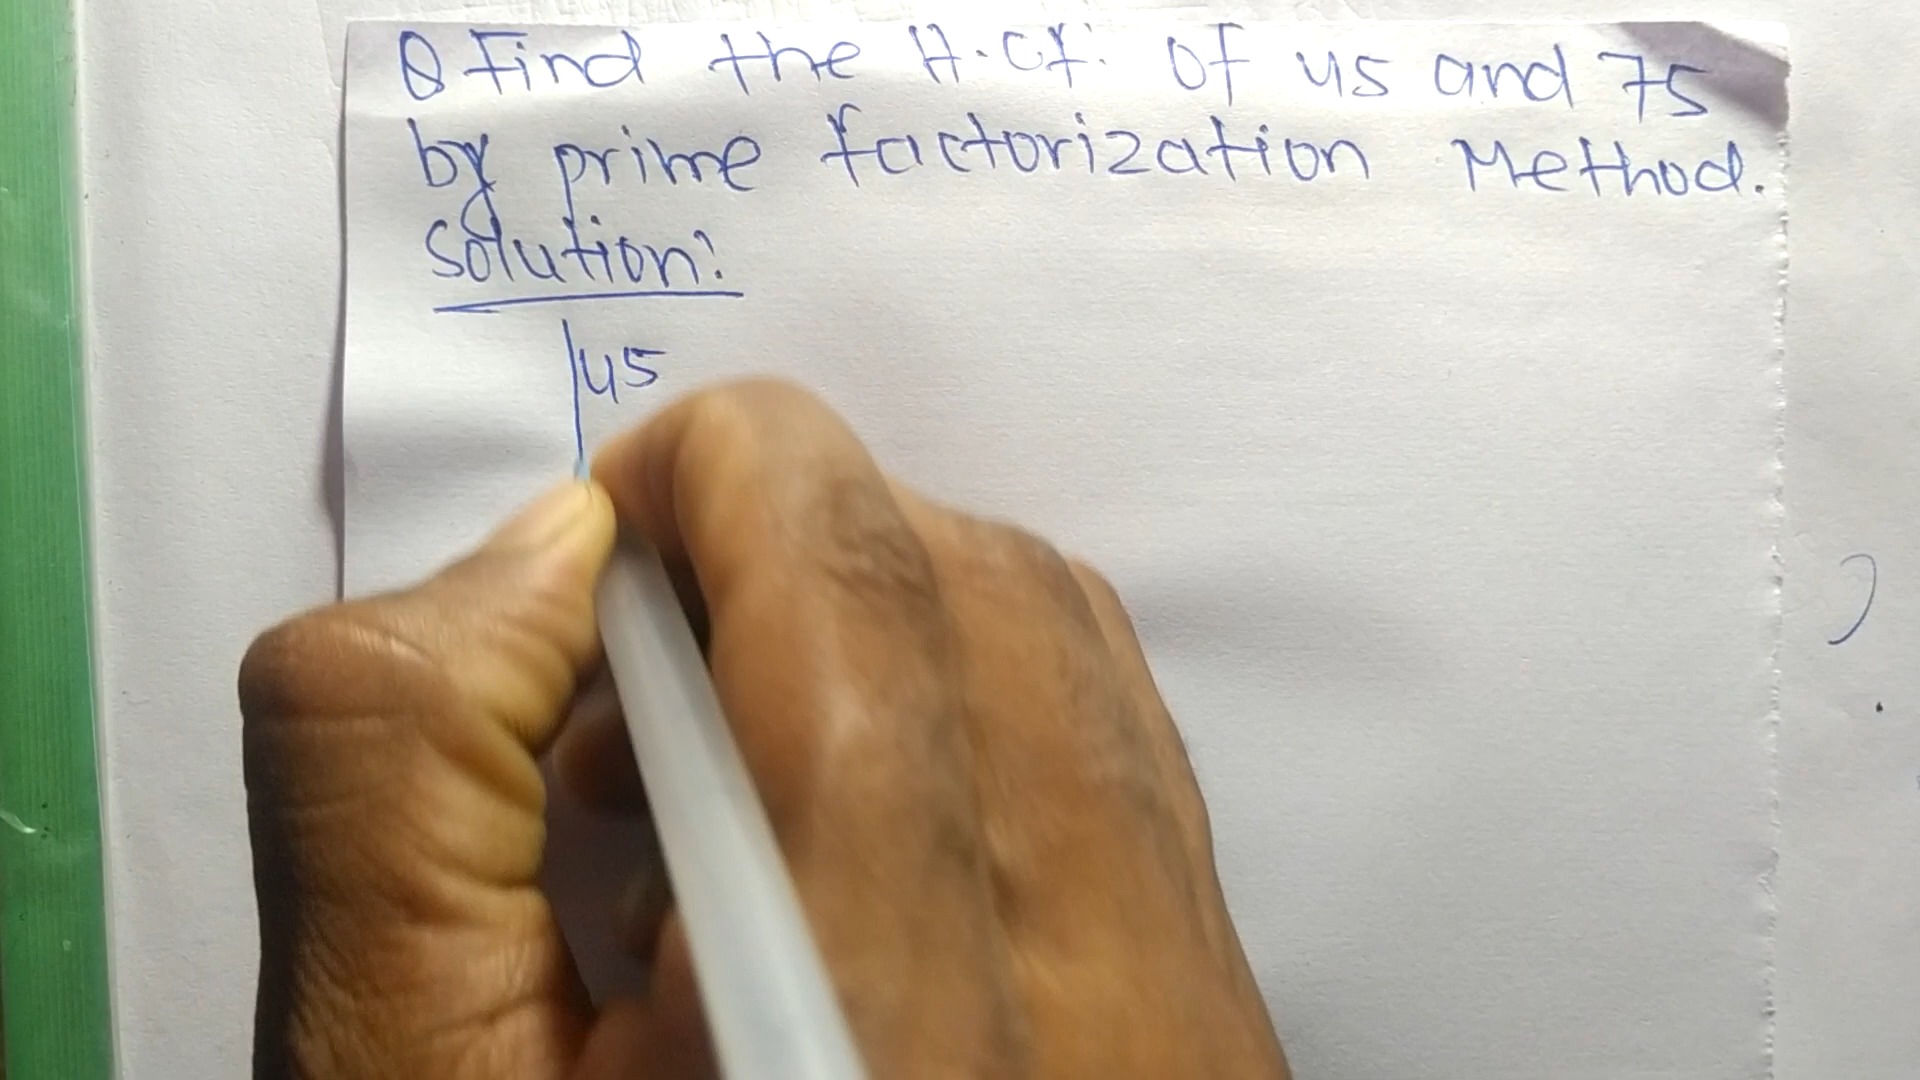 Q Find the H.C.F. Of 45 and 75
by prime factorization Method.
Solution:
45